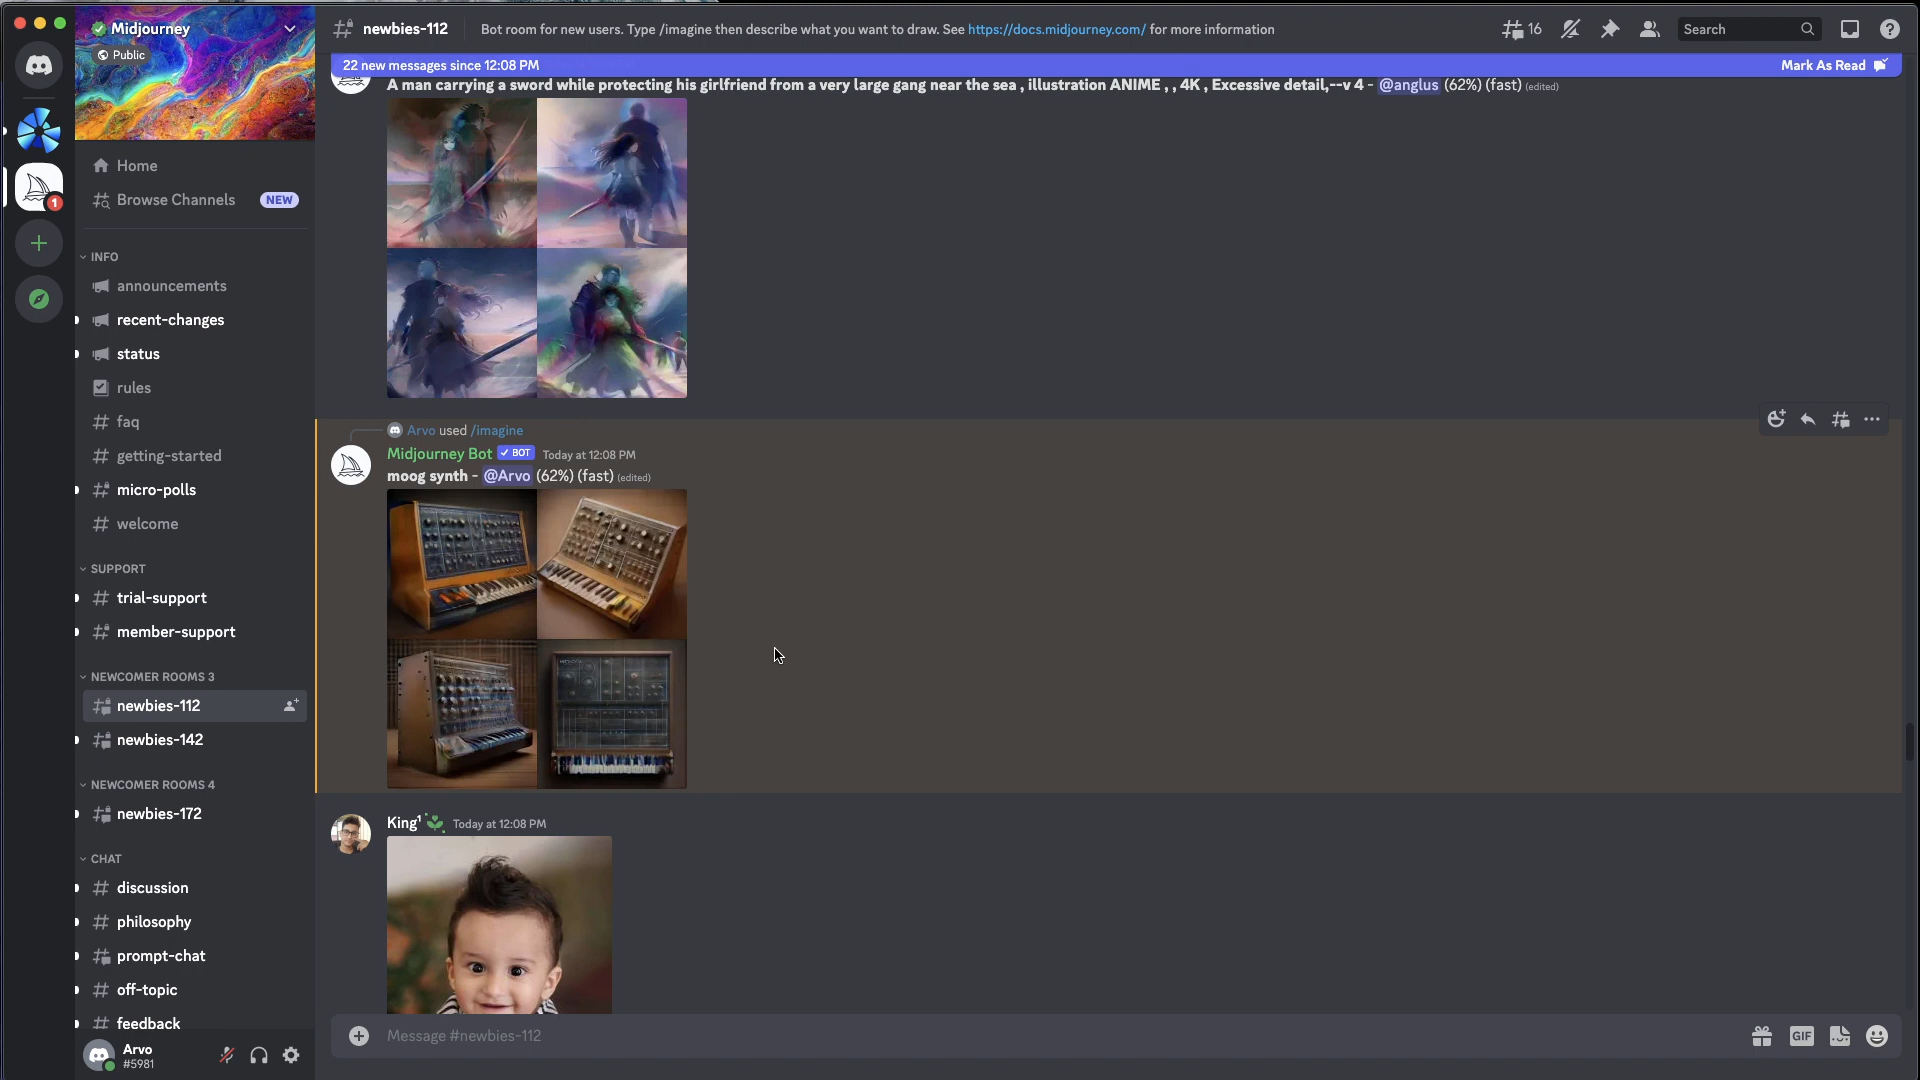 Midjourney
Public
Home
Browse Channels NEW
INFO
announcements
recent-changes
status
rules
faq
getting-started
micro-polls
welcome
SUPPORT
trial-support
member-support
NEWCOMER ROOMS 3
newbies-112
newbies-142
NEWCOMER ROOMS 4
newbies-172
CHAT
discussion
philosophy
prompt-chat
off-topic
feedback
Arvo
#5981
1
newbies-112 Bot room for new users. Type /imagine then describe what you want to draw. See https://docs.midjourney.com/ for more information
16
Search
22 new messages since 12:08 PM Mark As Read
A man carrying a sword while protecting his girlfriend from a very large gang near the sea , illustration ANIME , , 4K , Excessive detail,--v 4 - @anglus (62%) (fast) (edited)
Arvo used /imagine
Midjourney Bot BOT Today at 12:08 PM
moog synth - @Arvo (62%) (fast) (edited)
King¹ Today at 12:08 PM
Message #newbies-112
GIF